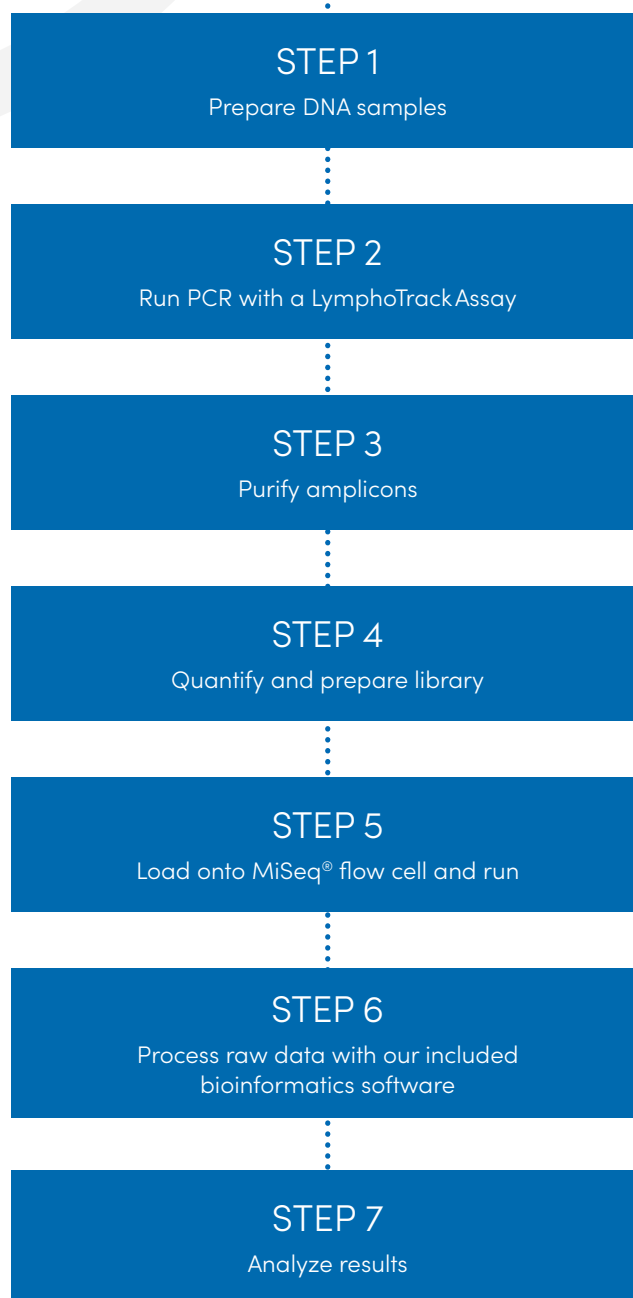 STEP 1
Prepare DNA samples
STEP 2
Run PCR with a LymphoTrack Assay
STEP 3
Purify amplicons
STEP 4
Quantify and prepare library
STEP 5
Load onto MiSeq® flow cell and run
STEP 6
Process raw data with our included
bioinformatics software
STEP 7
Analyze results